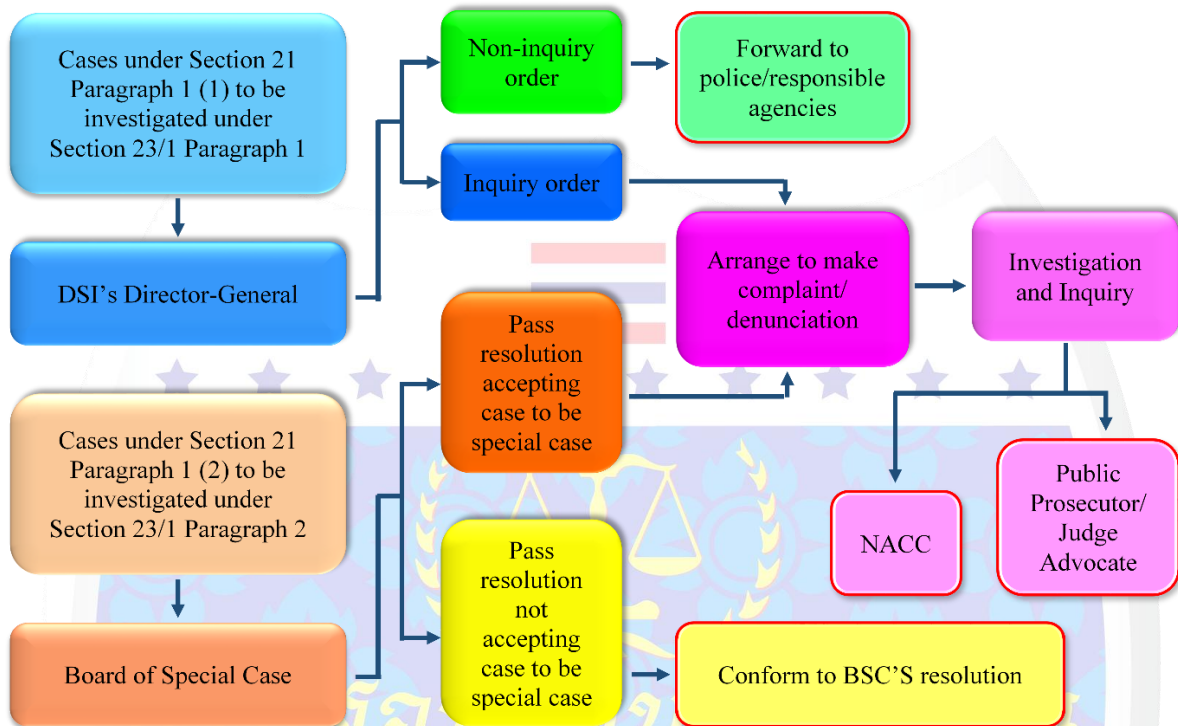 Cases under Section 21
Paragraph 1 (1) to be
investigated under
Section 23/1 Paragraph 1
DSI’s Director-General
Non-inquiry
order
Forward to
police/responsible
agencies
Inquiry order
Arrange to make
complaint/
denunciation
Investigation
and Inquiry
Cases under Section 21
Paragraph 1 (2) to be
investigated under
Section 23/1 Paragraph 2
Board of Special Case
Pass
resolution
accepting
case to be
special case
Pass
resolution
not
accepting
case to be
special case
NACC
Public
Prosecutor/
Judge
Advocate
Conform to BSC’S resolution